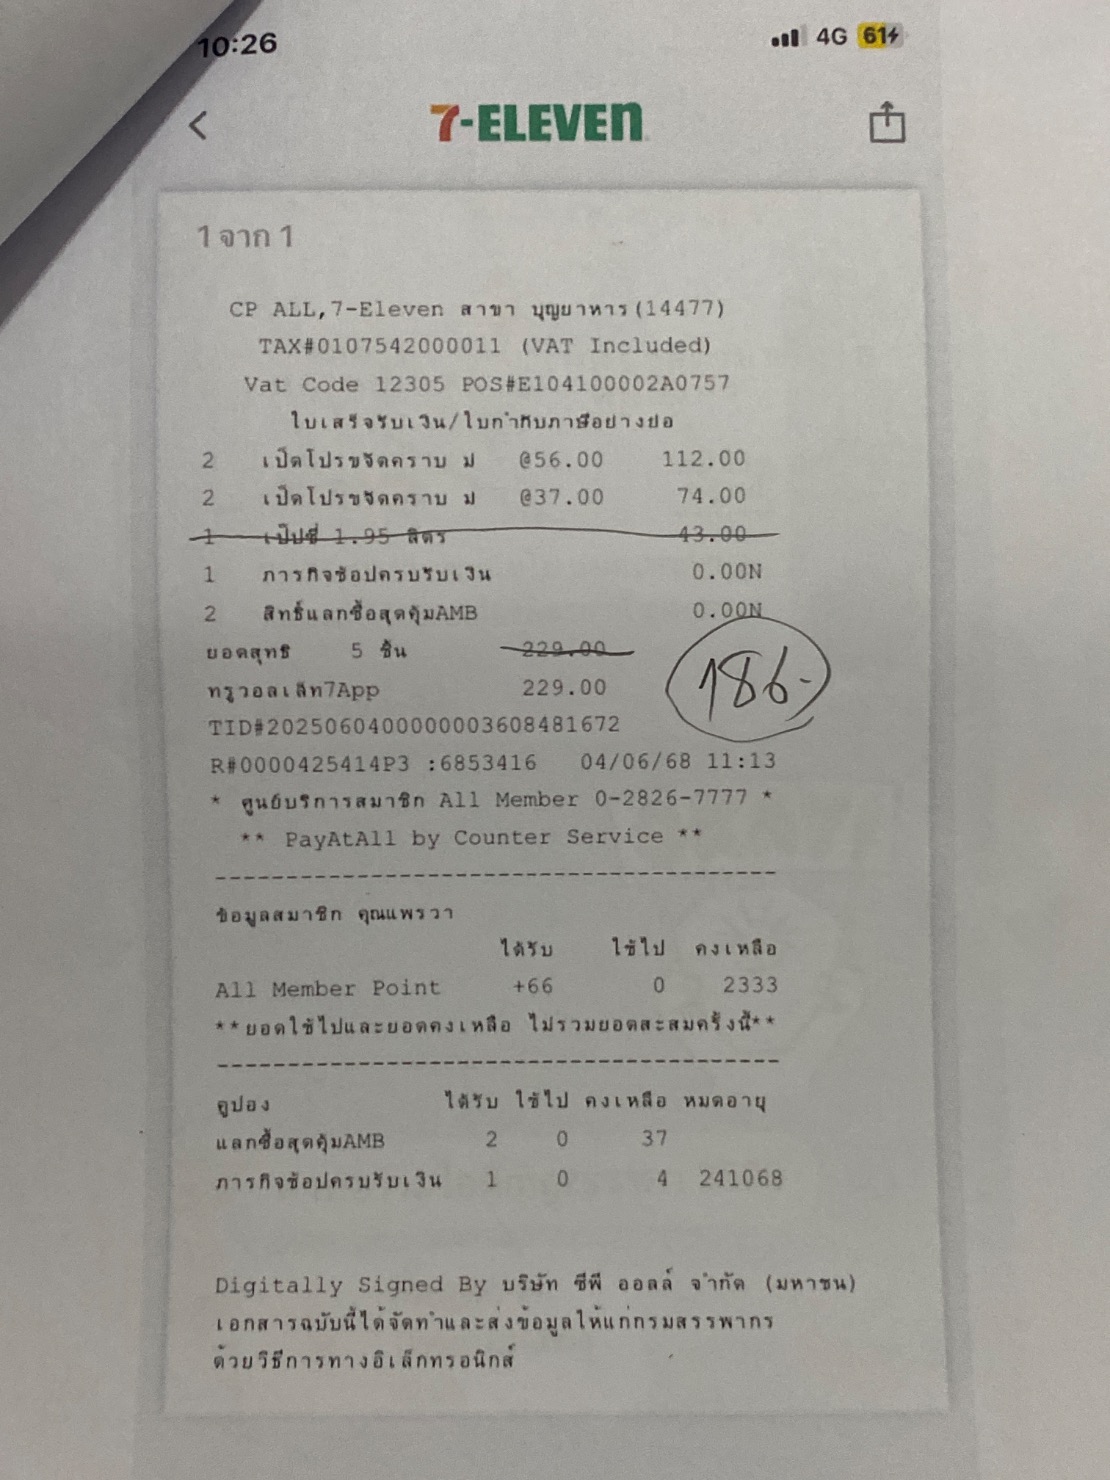 10:26
4G 61
7-ELEVEn
1 จาก 1
CP ALL,7-Eleven สาขา บุญยาหาร(14477)
TAX#0107542000011 (VAT Included)
Vat Code 12305 POS#E104100002A0757
ใบเสร็จรับเงิน/ใบกำกับภาษีอย่างย่อ
2 เป็ดโปรขจัดคราบ ม @56.00 112.00
2 เป็ดโปรขจัดคราบ ม @37.00 74.00
1 เป๊ปซี่ 1.95 ลิตร 43.00
1 ภารกิจช้อปครบรับเงิน 0.00N
2 สิทธิ์แลกซื้อสุดคุ้มAMB 0.00N
ยอดสุทธิ 5 ชิ้น 229.00
186.-
ทรูวอลเล็ท7App 229.00
TID#20250604000000003608481672
R#0000425414P3 :6853416 04/06/68 11:13
* ศูนย์บริการสมาชิก All Member 0-2826-7777 *
** PayAtAll by Counter Service **
ข้อมูลสมาชิก คุณแพรวา
ได้รับ ใช้ไป คงเหลือ
All Member Point +66 0 2333
**ยอดใช้ไปและยอดคงเหลือ ไม่รวมยอดสะสมครั้งนี้**
คูปอง ได้รับ ใช้ไป คงเหลือ หมดอายุ
แลกซื้อสุดคุ้มAMB 2 0 37
ภารกิจช้อปครบรับเงิน 1 0 4 241068
Digitally Signed By บริษัท ซีพี ออลล์ จำกัด (มหาชน)
เอกสารฉบับนี้ได้จัดทำและส่งข้อมูลให้แก่กรมสรรพากร
ด้วยวิธีการทางอิเล็กทรอนิกส์